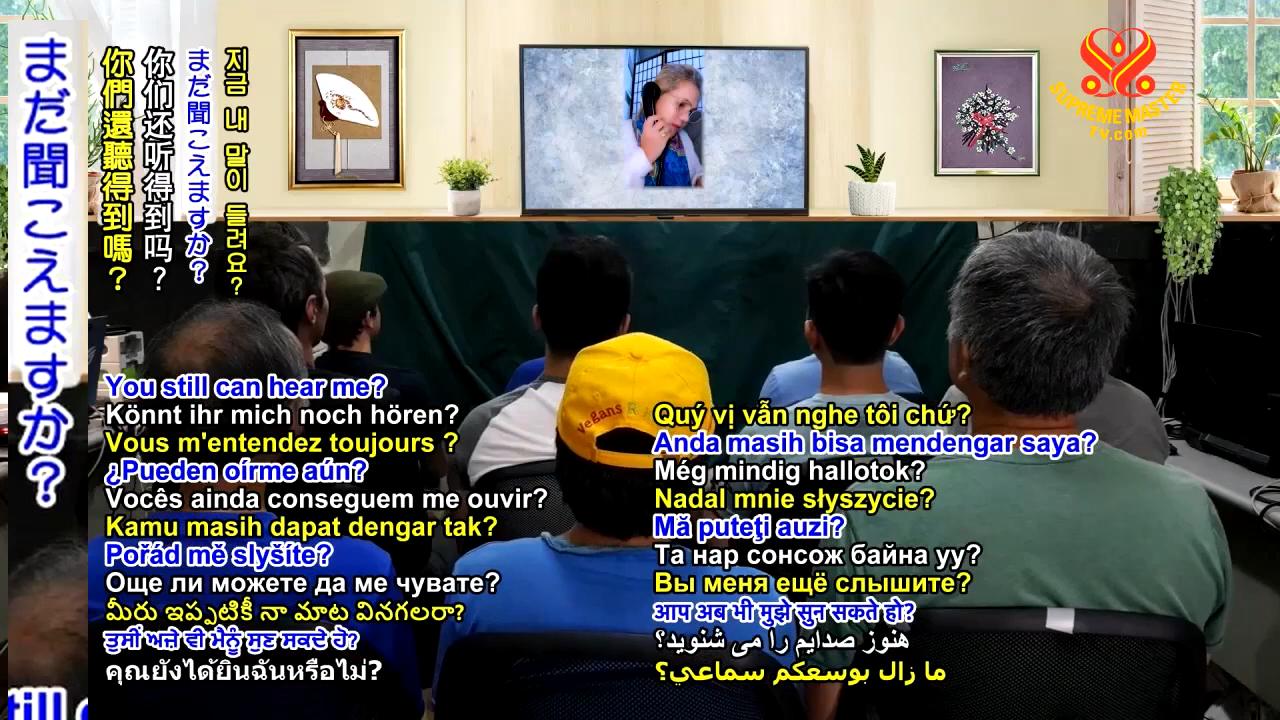 まだ聞こえますか?
你們還聽得到嗎？
你们还听得到吗？
まだ聞こえますか?
지금 내 말이 들려요?
SUPREME MASTER
TV.com
vegans
You still can hear me?
Könnt ihr mich noch hören?
Vous m'entendez toujours ?
¿Pueden oírme aún?
Vocês ainda conseguem me ouvir?
Kamu masih dapat dengar tak?
Pořád mě slyšíte?
Още ли можете да ме чувате?
మీరు ఇప్పటికీ నా మాట వినగలరా?
ਤੁਸੀਂ ਅਜੇ ਵੀ ਮੈਨੂੰ ਸੁਣ ਸਕਦੇ ਹੋ?
คุณยังได้ยินฉันหรือไม่?
Quý vị vẫn nghe tôi chứ?
Anda masih bisa mendengar saya?
Még mindig hallotok?
Nadal mnie słyszycie?
Mă puteţi auzi?
Та нар сонсож байна уу?
Вы меня ещё слышите?
आप अब भी मुझे सुन सकते हो?
هنوز صدایم را می شنوید؟
ما زال بوسعكم سماعي؟
till